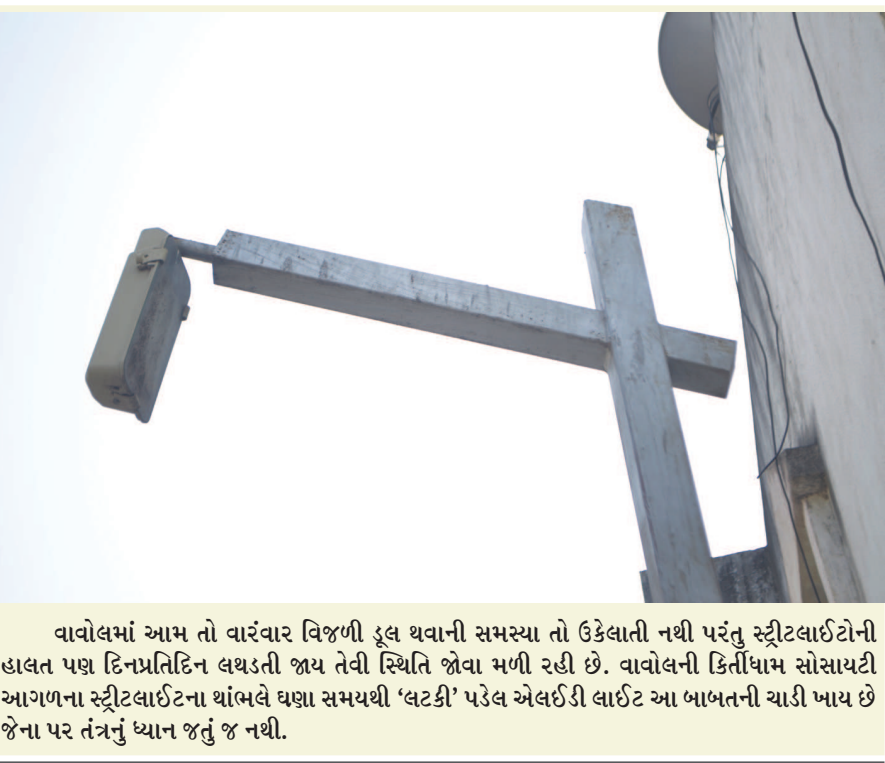 વાવોલમાં આમ તો વારંવાર વિજળી ડૂલ થવાની સમસ્યા તો ઉકેલાતી નથી પરંતુ સ્ટ્રીટલાઈટોની
હાલત પણ દિનપ્રતિદિન લથડતી જાય તેવી સ્થિતિ જોવા મળી રહી છે. વાવોલની કિર્તીધામ સોસાયટી
આગળના સ્ટ્રીટલાઈટના થાંભલે ઘણા સમયથી ‘લટકી’ પડેલ એલઈડી લાઈટ આ બાબતની ચાડી ખાય છે
જેના પર તંત્રનું ધ્યાન જતું જ નથી.